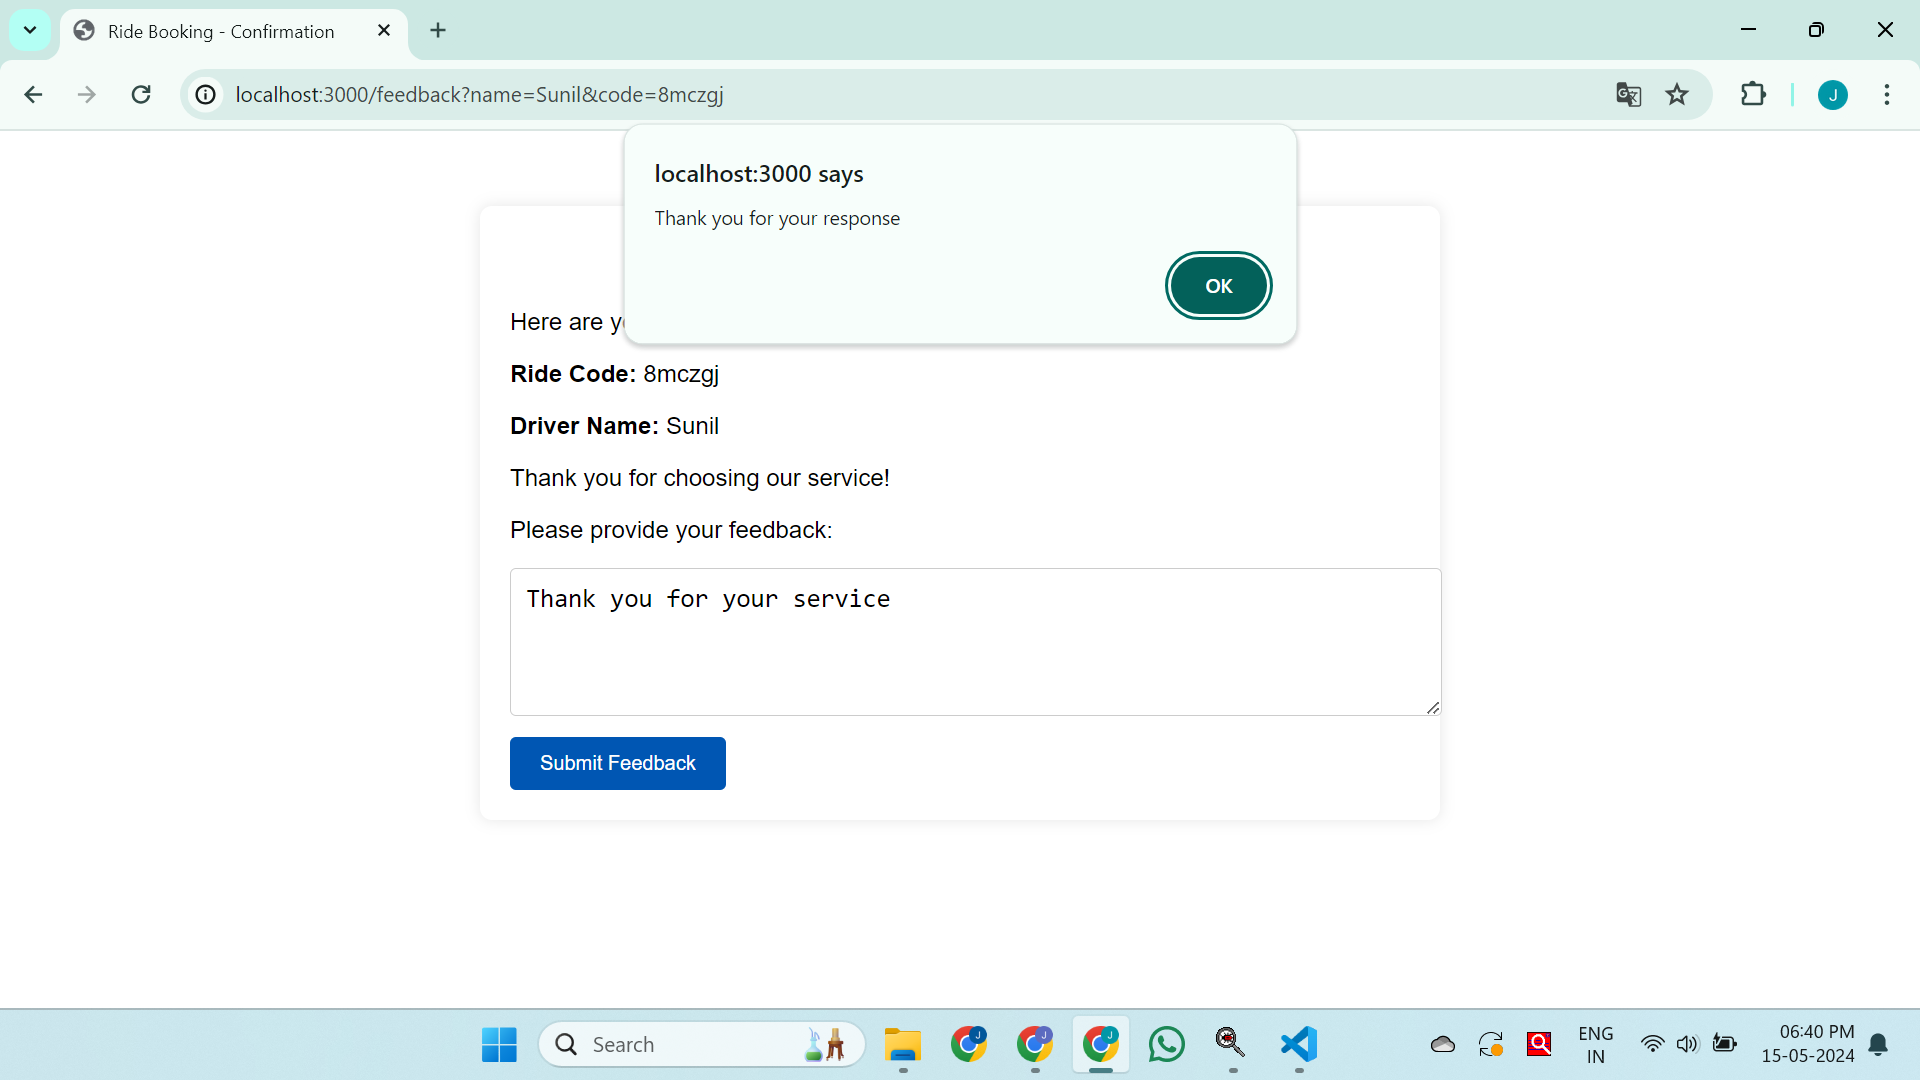 Ride Booking - Confirmation
localhost:3000/feedback?name=Sunil&code=8mczgj
J
localhost:3000 says
Thank you for your response
OK
Here are y
Ride Code: 8mczgj
Driver Name: Sunil
Thank you for choosing our service!
Please provide your feedback:
Thank you for your service
Submit Feedback
Search
J
J
J
ENG
IN
06:40 PM
15-05-2024